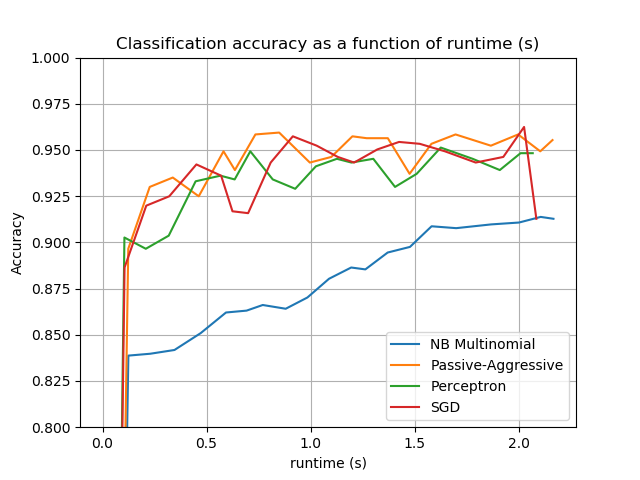 Classification accuracy as a function of runtime (s)
1.000
0.975
0.950
0.925
0.900
0.875
0.850
0.825
0.800
Accuracy
0.0 0.5 1.0 1.5 2.0
runtime (s)
NB Multinomial
Passive-Aggressive
Perceptron
SGD